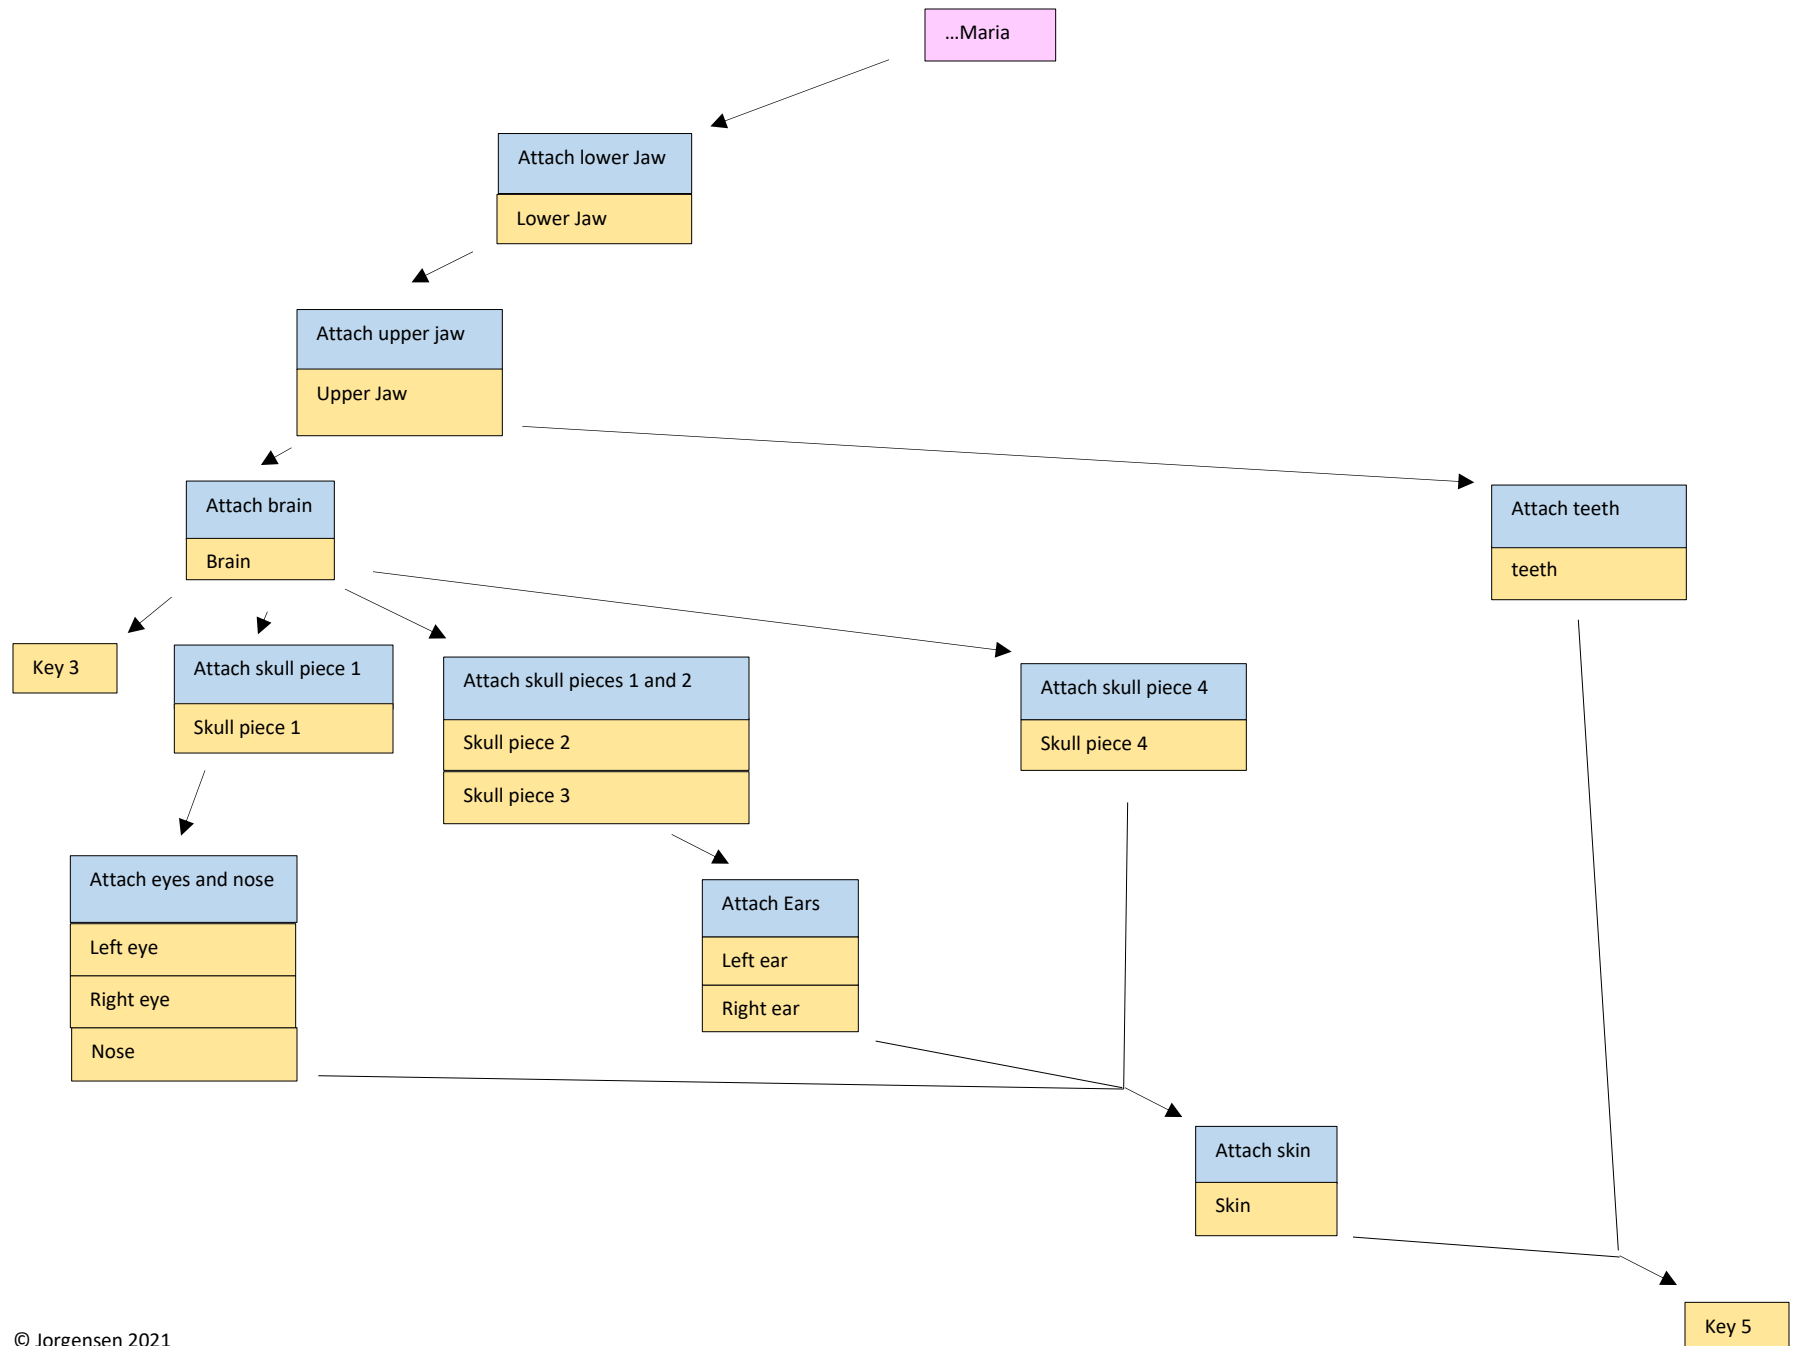 ...Maria
Attach lower Jaw
Lower Jaw
Attach upper jaw
Upper Jaw
Attach brain
Brain
Attach teeth
teeth
Key 3
Attach skull piece 1
Skull piece 1
Attach skull pieces 1 and 2
Skull piece 2
Skull piece 3
Attach skull piece 4
Skull piece 4
Attach eyes and nose
Left eye
Right eye
Nose
Attach Ears
Left ear
Right ear
Attach skin
Skin
Key 5
© Jorgensen 2021